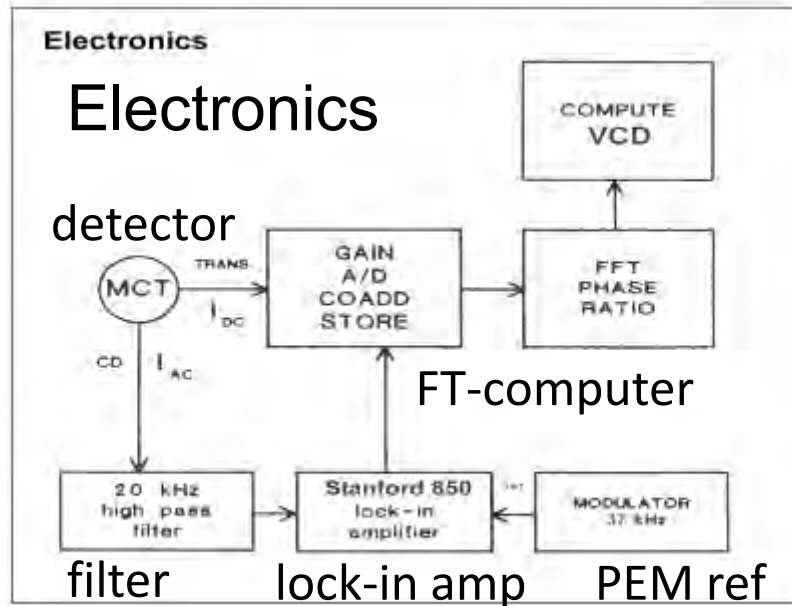 Electronics
Electronics
COMPUTE
VCD
detector
MCT
TRANS
I DC
GAIN
A/D
COADD
STORE
FFT
PHASE
RATIO
CD
I AC
FT-computer
20 kHz
high pass
filter
Stanford 850
lock-in
amplifier
MODULATOR
37 kHz
filter
lock-in amp
PEM ref